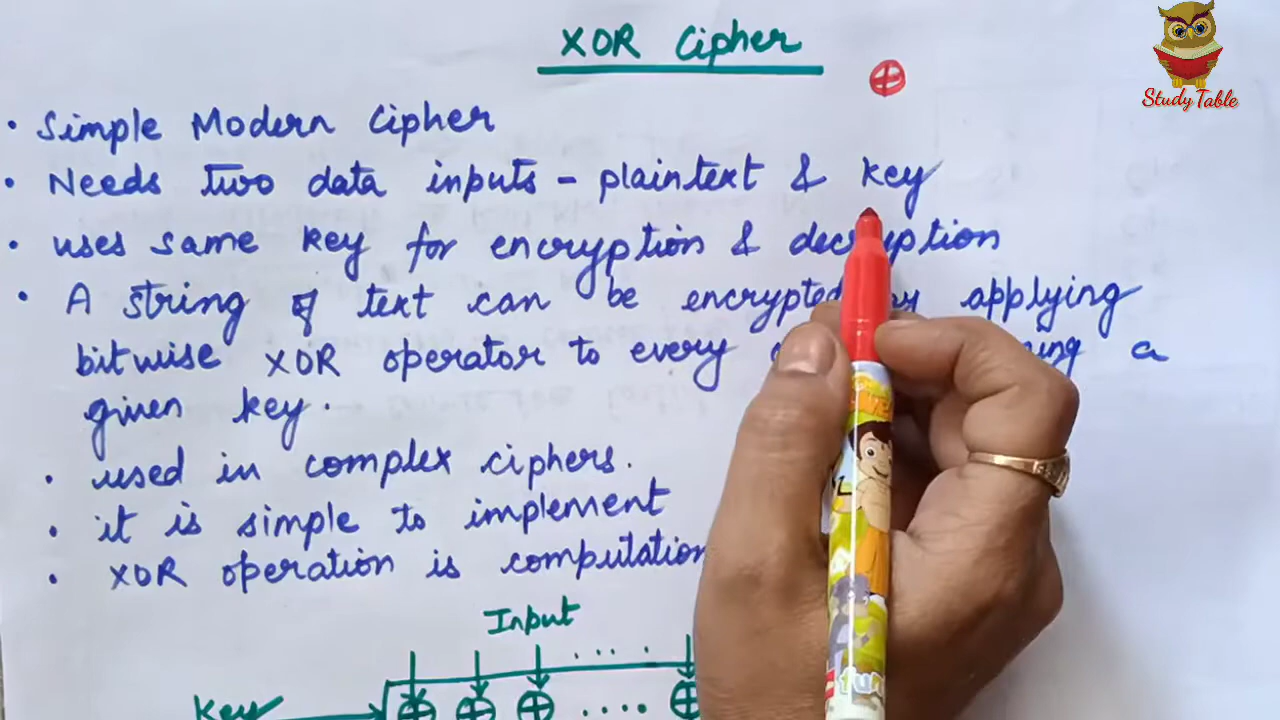 XOR Cipher
Study Table
• Simple Modern Cipher
• Needs two data inputs - plaintext & key
• uses same key for encryption & decryption
• A string of text can be encrypted by applying
bitwise XOR operator to every using a
given key.
• used in complex ciphers.
• it is simple to implement
• XOR operation is computation
Input
Key